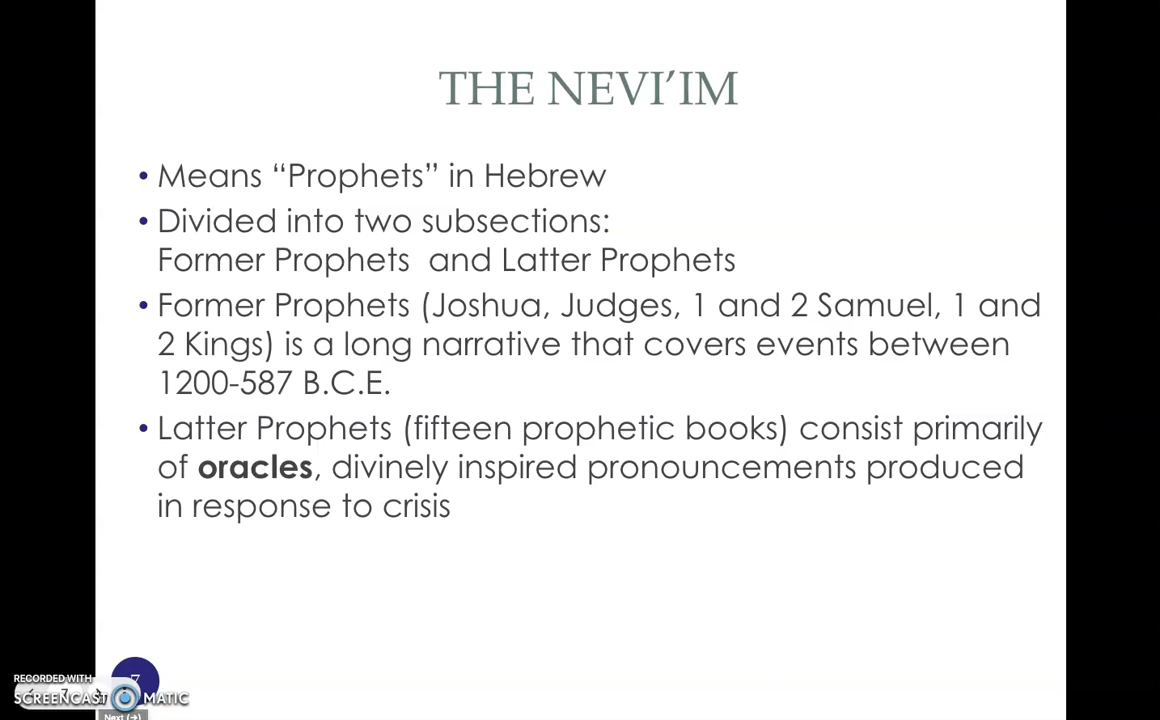 THE NEVI’IM
• Means “Prophets” in Hebrew
• Divided into two subsections:
Former Prophets and Latter Prophets
• Former Prophets (Joshua, Judges, 1 and 2 Samuel, 1 and
2 Kings) is a long narrative that covers events between
1200-587 B.C.E.
• Latter Prophets (fifteen prophetic books) consist primarily
of oracles, divinely inspired pronouncements produced
in response to crisis
7
RECORDED WITH
7
SCREENCAST MATIC
Next (→)